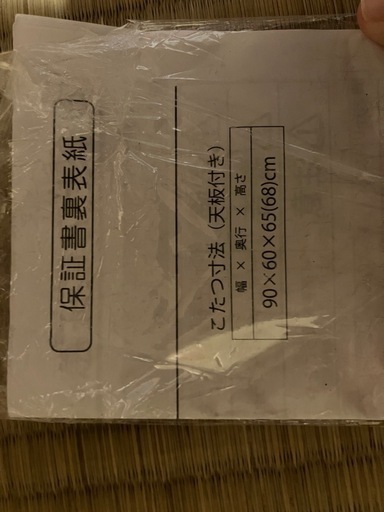 保証書裏表紙
こたつ寸法（天板付き）
幅 × 奥行 × 高さ
90×60×65(68)cm